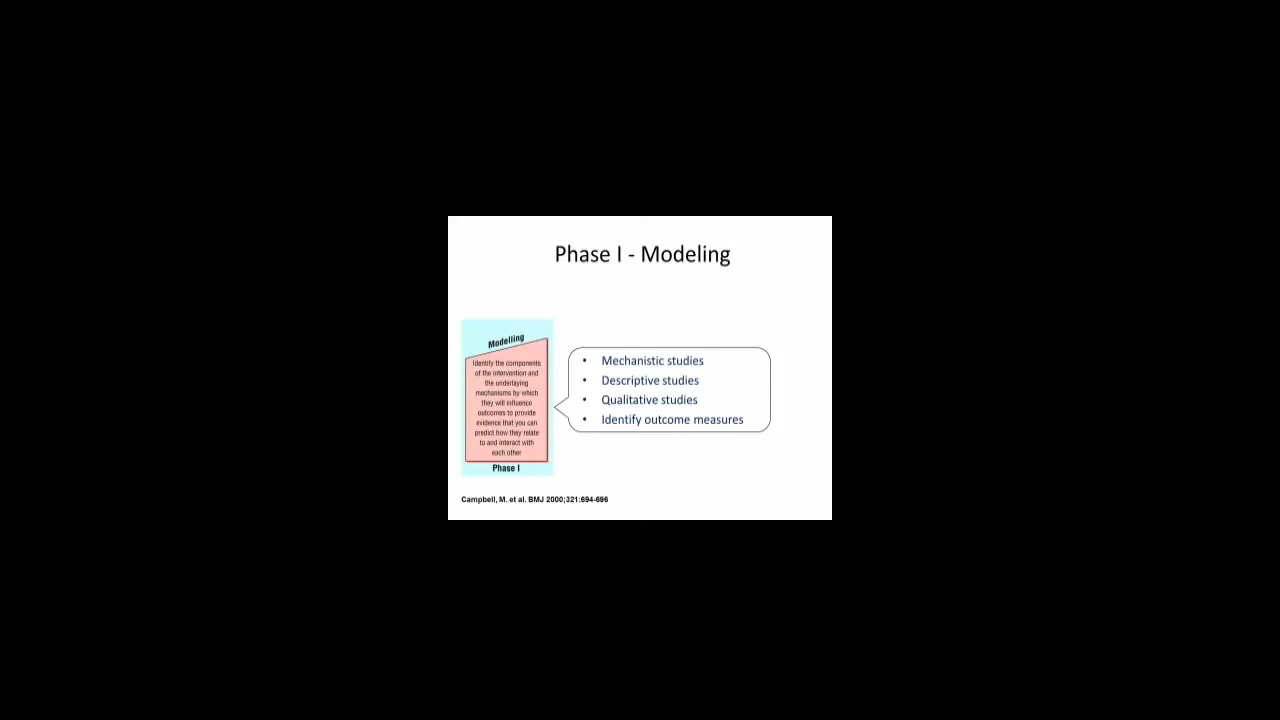 Phase I - Modeling
Modelling
Identify the components
of the intervention and
the underlaying
mechanisms by which
they will influence
outcomes to provide
evidence that you can
predict how they relate
to and interact with
each other
Phase I
• Mechanistic studies
• Descriptive studies
• Qualitative studies
• Identify outcome measures
Campbell, M. et al. BMJ 2000;321:694-696